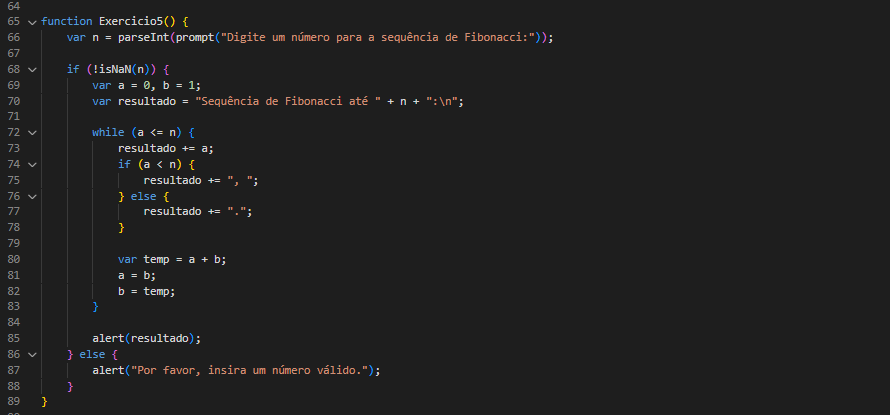 64
65 function Exercicio5() {
66     var n = parseInt(prompt("Digite um número para a sequência de Fibonacci:"));
67
68     if (!isNaN(n)) {
69         var a = 0, b = 1;
70         var resultado = "Sequência de Fibonacci até " + n + ":\n";
71
72         while (a <= n) {
73             resultado += a;
74             if (a < n) {
75                 resultado += ", ";
76             } else {
77                 resultado += ".";
78             }
79
80             var temp = a + b;
81             a = b;
82             b = temp;
83         }
84
85         alert(resultado);
86     } else {
87         alert("Por favor, insira um número válido.");
88     }
89 }